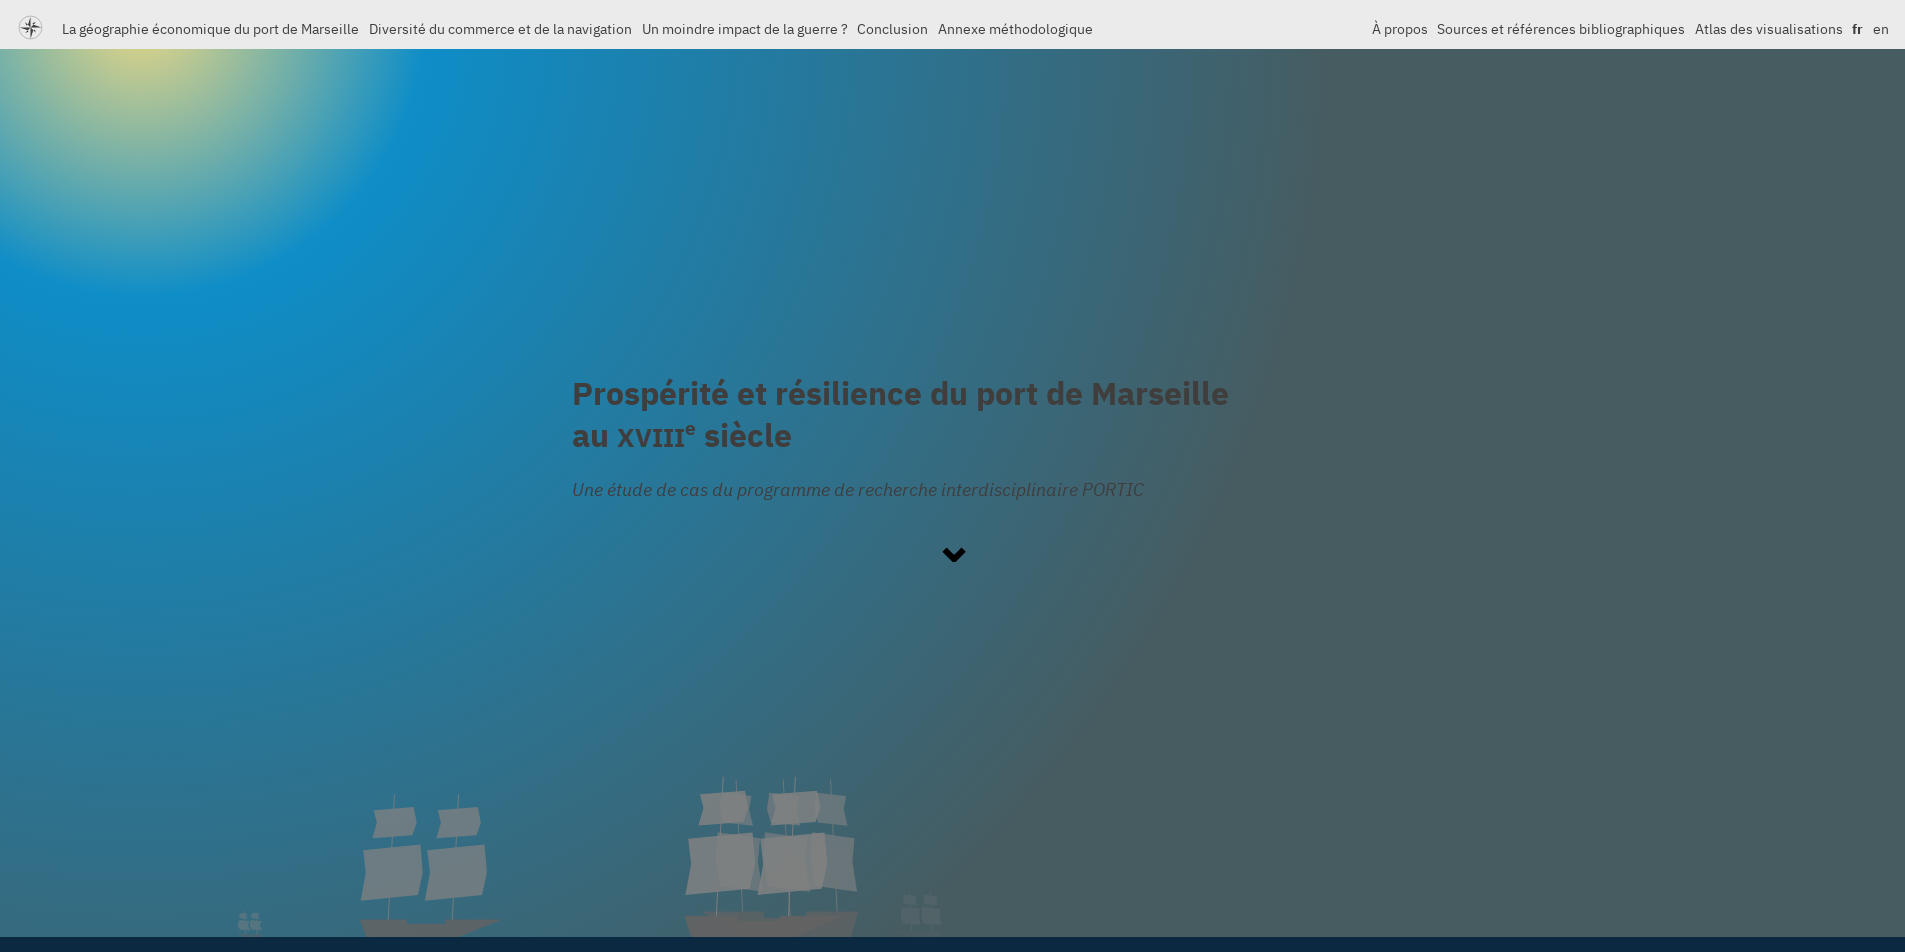 La géographie économique du port de Marseille Diversité du commerce et de la navigation Un moindre impact de la guerre ? Conclusion Annexe méthodologique À propos Sources et références bibliographiques Atlas des visualisations fr en
Prospérité et résilience du port de Marseille
au XVIIIe siècle
Une étude de cas du programme de recherche interdisciplinaire PORTIC